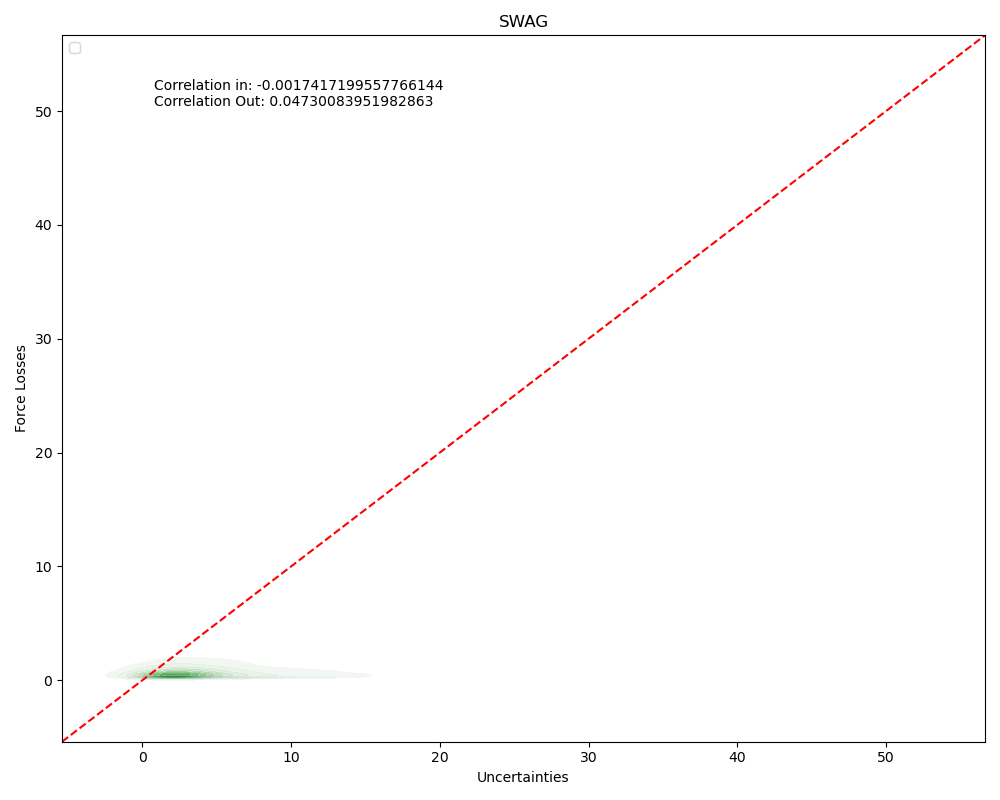 SWAG
Correlation in: -0.0017417199557766144
Correlation Out: 0.04730083951982863
50
40
30
20
10
0
Force Losses
0 10 20 30 40 50
Uncertainties